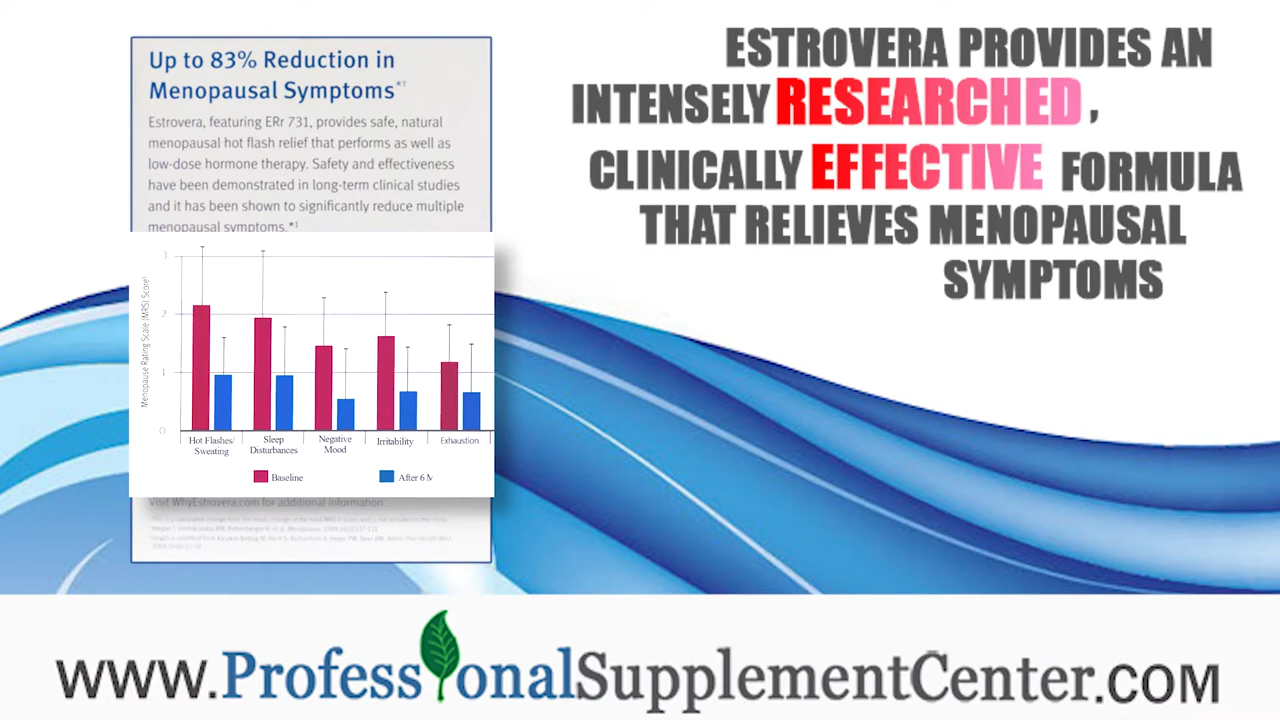 Up to 83% Reduction in
Menopausal Symptoms*†
Estrovera, featuring ERr 731, provides safe, natural
menopausal hot flash relief that performs as well as
low-dose hormone therapy. Safety and effectiveness
have been demonstrated in long-term clinical studies
and it has been shown to significantly reduce multiple
menopausal symptoms.*‡
Menopause Rating Scale (MRS) Score
3
2
1
0
Hot Flashes/
Sweating
Sleep
Disturbances
Negative
Mood
Irritability
Exhaustion
Baseline
After 6 M
Visit WhyEstrovera.com for additional information
ESTROVERA PROVIDES AN
INTENSELY RESEARCHED,
CLINICALLY EFFECTIVE FORMULA
THAT RELIEVES MENOPAUSAL
SYMPTOMS
www.ProfessionalSupplementCenter.com